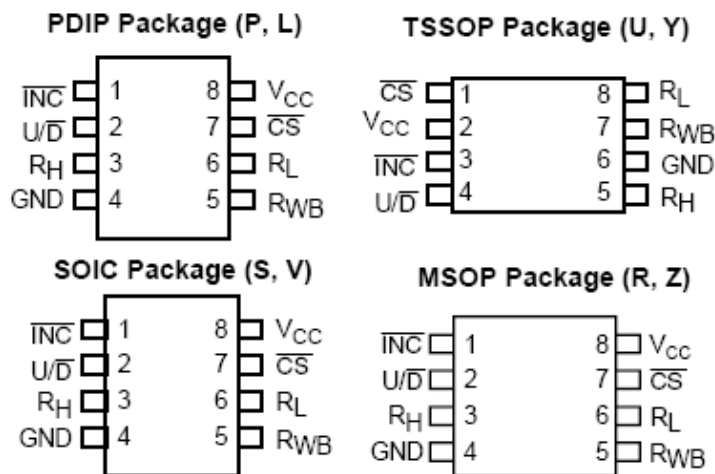 PDIP Package (P, L)
INC 1 8 VCC
U/D 2 7 CS
RH 3 6 RL
GND 4 5 RWB
TSSOP Package (U, Y)
CS 1 8 RL
VCC 2 7 RWB
INC 3 6 GND
U/D 4 5 RH
SOIC Package (S, V)
INC 1 8 VCC
U/D 2 7 CS
RH 3 6 RL
GND 4 5 RWB
MSOP Package (R, Z)
INC 1 8 VCC
U/D 2 7 CS
RH 3 6 RL
GND 4 5 RWB